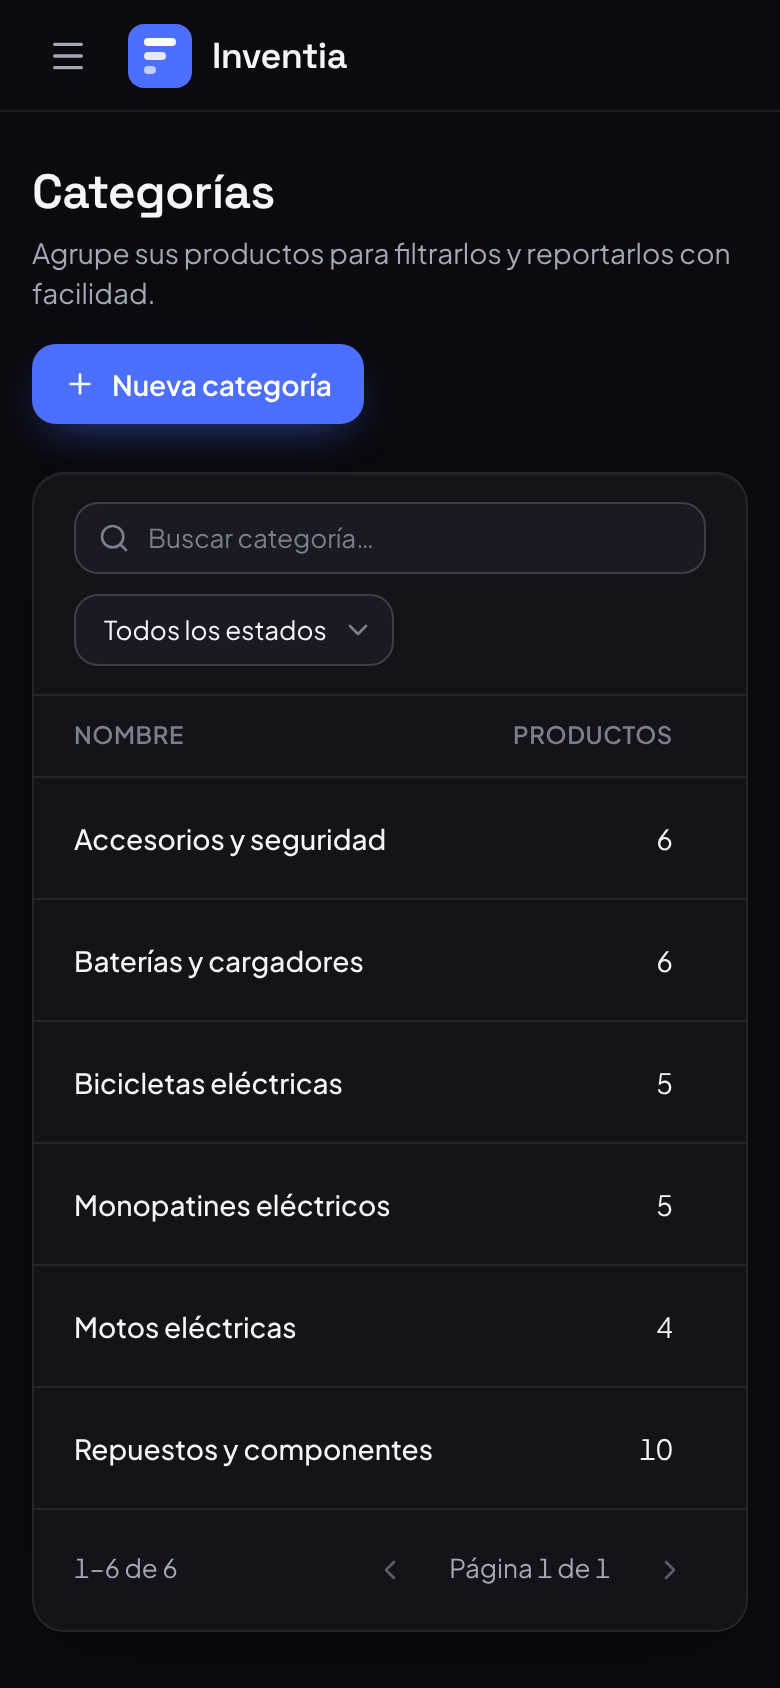 Inventia
Categorías
Agrupe sus productos para filtrarlos y reportarlos con
facilidad.
Nueva categoría
Buscar categoría…
Todos los estados
NOMBRE PRODUCTOS
Accesorios y seguridad 6
Baterías y cargadores 6
Bicicletas eléctricas 5
Monopatines eléctricos 5
Motos eléctricas 4
Repuestos y componentes 10
1–6 de 6 Página 1 de 1